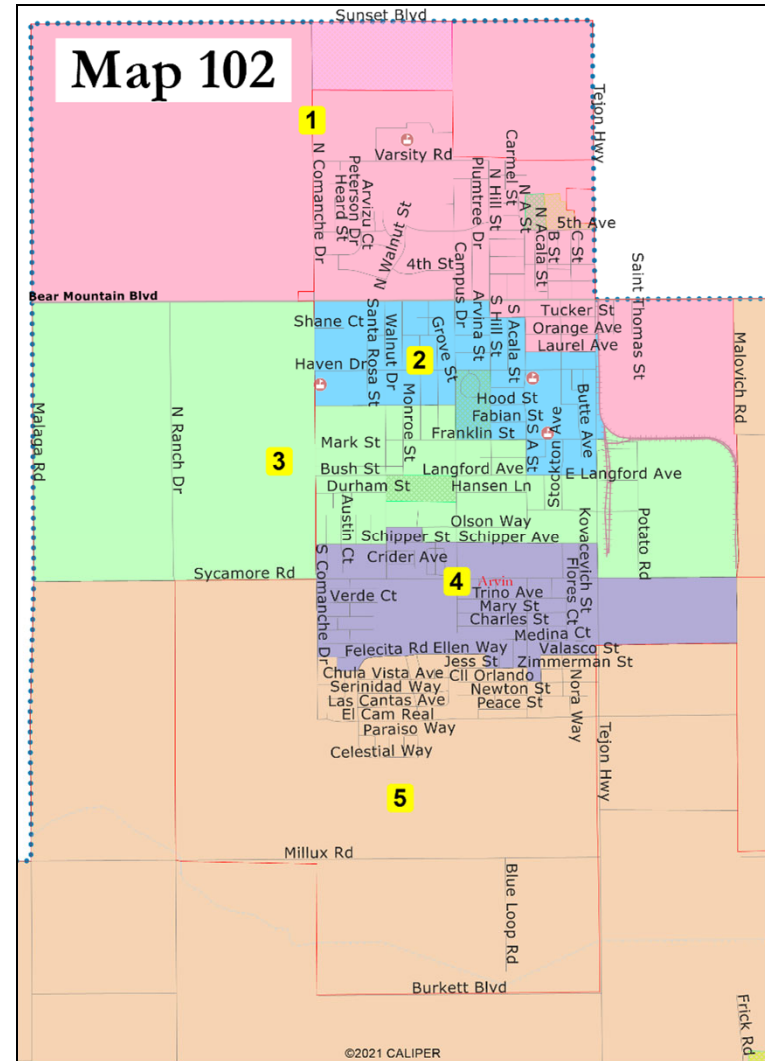 Sunset Blvd
Map 102
Tejon Hwy
1
Varsity Rd
N Comanche Dr
Peterson Dr
Heard St
Arvizu Ct
N Walnut St
4th St
Campus Dr
Plumtree Dr
N Hill St
Carmel St
N A St
N Acala St
B St
C St
5th Ave
Saint Thomas St
Bear Mountain Blvd
Shane Ct
Haven Dr
Santa Rosa St
Walnut Dr
Monroe St
Grove St
2
Arvina St
S Hill St
S Acala St
Tucker St
Orange Ave
Laurel Ave
Malovich Rd
Hood St
Fabian St
Franklin St
S A St
Stockton Ave
Butte Ave
Malaga Rd
N Ranch Dr
3
Mark St
Bush St
Langford Ave
E Langford Ave
Durham St
Hansen Ln
Austin Ct
Olson Way
Schipper St
Schipper Ave
Kovacevich St
Potato Rd
Crider Ave
Sycamore Rd
4
Arvin
S Comanche Dr
Verde Ct
Trino Ave
Mary St
Charles St
Flores Ct
Medina Ct
Felecita Rd
Ellen Way
Valasco St
Jess St
Zimmerman St
Chula Vista Ave
Cll Orlando
Serinidad Way
Newton St
Las Cantas Ave
Peace St
Nora Way
El Cam Real
Paraiso Way
Celestial Way
Tejon Hwy
5
Millux Rd
Blue Loop Rd
Burkett Blvd
Frick Rd
©2021 CALIPER